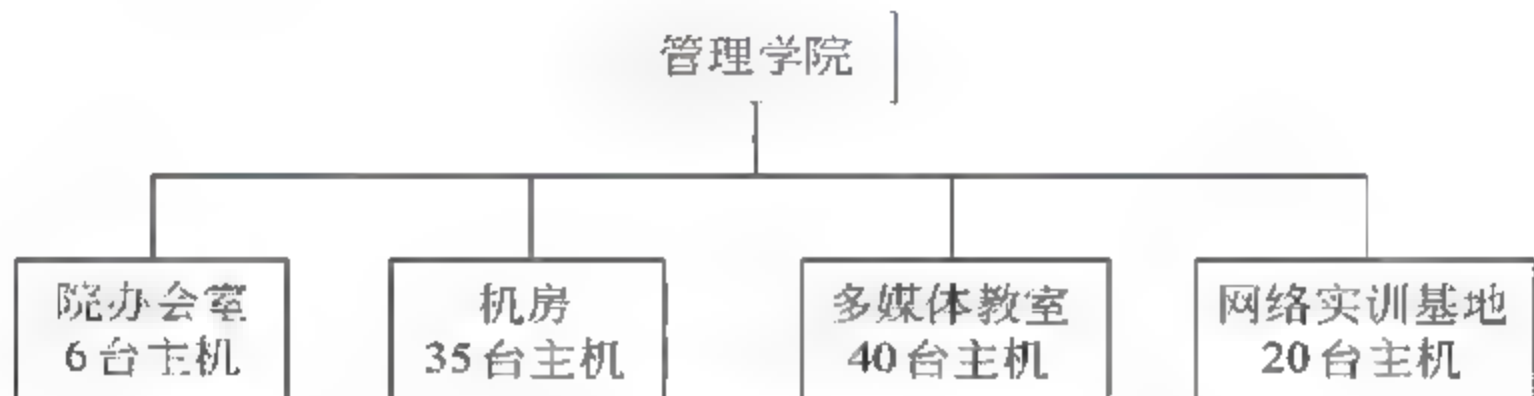 管理学院
院办会室
6台主机
机房
35台主机
多媒体教室
40台主机
网络实训基地
20台主机